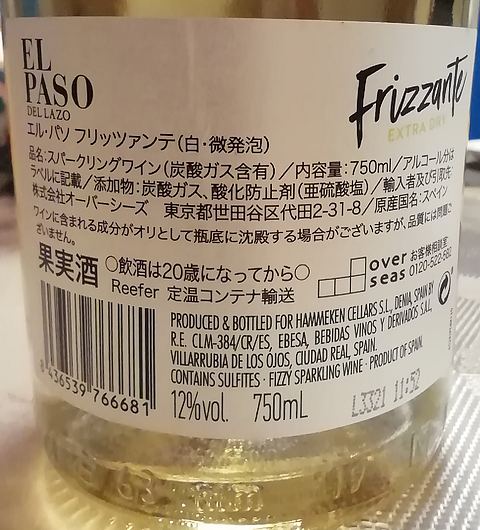 EL
PASO
DEL LAZO
Frizzante
EXTRA DRY
エル・パソ フリッツァンテ(白・微発泡)
品名:スパークリングワイン(炭酸ガス含有)/内容量:750ml/アルコール分は
ラベルに記載/添加物:炭酸ガス、酸化防止剤(亜硫酸塩)/輸入者及び引取先:
株式会社オーバーシーズ 東京都世田谷区代田2-31-8/原産国名:スペイン
ワインに含まれる成分がオリとして瓶底に沈殿する場合がございますが、品質には問題ご
ざいません。
果実酒 ○飲酒は20歳になってから○
Reefer 定温コンテナ輸送
over
seas
お客様相談室
0120-522-582
PRODUCED & BOTTLED FOR HAMMEKEN CELLARS S.L., DENIA, SPAIN BY
R.E. CLM-384/CR/ES, EBESA, BEBIDAS VINOS Y DERIVADOS S.A.,
VILLARRUBIA DE LOS OJOS, CIUDAD REAL, SPAIN.
CONTAINS SULFITES · FIZZY SPARKLING WINE · PRODUCT OF SPAIN.
8 436539 766681
12%vol. 750mL
L3321 11:52